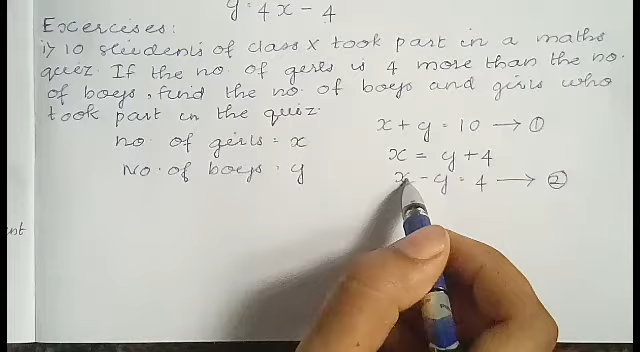 y = 4x - 4
Exercises:
i) 10 students of class X took part in a maths
quiz. If the no. of girls is 4 more than the no.
of boys, find the no. of boys and girls who
took part in the quiz.
no. of girls = x
No. of boys = y
x + y = 10 → ①
x = y + 4
x - y = 4 → ②